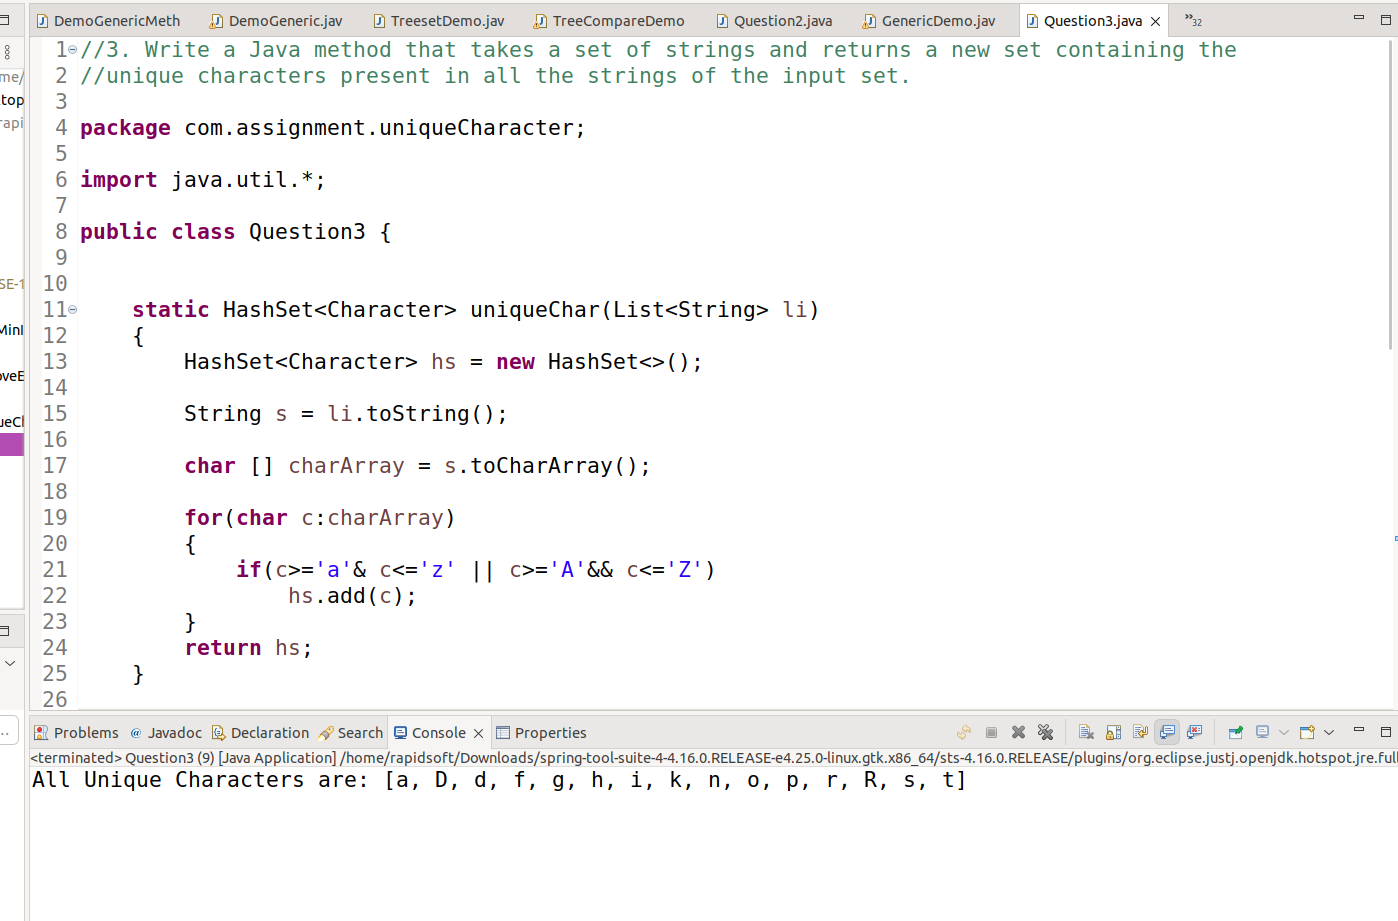 DemoGenericMeth DemoGeneric.jav TreesetDemo.jav TreeCompareDemo Question2.java GenericDemo.jav Question3.java 32
me/
top
rapi
SE-1
MinI
oveE
ueCl
1 //3. Write a Java method that takes a set of strings and returns a new set containing the
2 //unique characters present in all the strings of the input set.
3
4 package com.assignment.uniqueCharacter;
5
6 import java.util.*;
7
8 public class Question3 {
9
10
11 static HashSet<Character> uniqueChar(List<String> li)
12 {
13 HashSet<Character> hs = new HashSet<>();
14
15 String s = li.toString();
16
17 char [] charArray = s.toCharArray();
18
19 for(char c:charArray)
20 {
21 if(c>='a'& c<='z' || c>='A'&& c<='Z')
22 hs.add(c);
23 }
24 return hs;
25 }
26
Problems @ Javadoc Declaration Search Console Properties
<terminated> Question3 (9) [Java Application] /home/rapidsoft/Downloads/spring-tool-suite-4-4.16.0.RELEASE-e4.25.0-linux.gtk.x86_64/sts-4.16.0.RELEASE/plugins/org.eclipse.justj.openjdk.hotspot.jre.full
All Unique Characters are: [a, D, d, f, g, h, i, k, n, o, p, r, R, s, t]